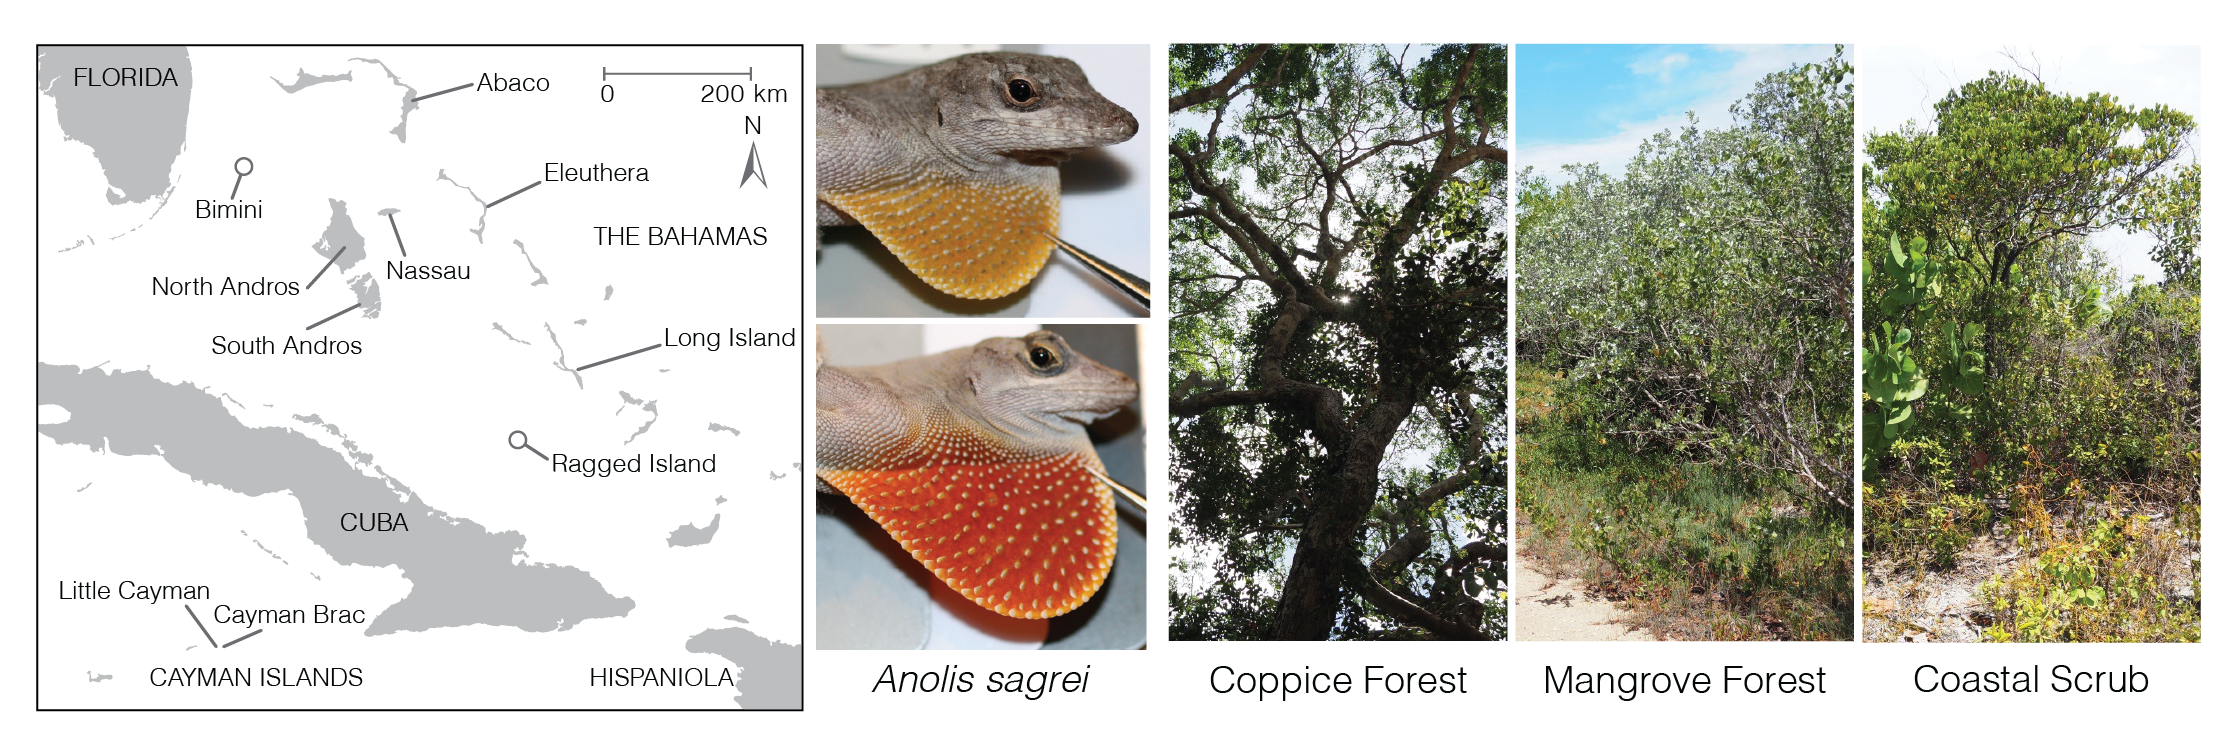 FLORIDA
Abaco
0
200 km
N
Bimini
Eleuthera
THE BAHAMAS
North Andros
Nassau
South Andros
Long Island
Ragged Island
CUBA
Little Cayman
Cayman Brac
CAYMAN ISLANDS
HISPANIOLA
Anolis sagrei
Coppice Forest
Mangrove Forest
Coastal Scrub